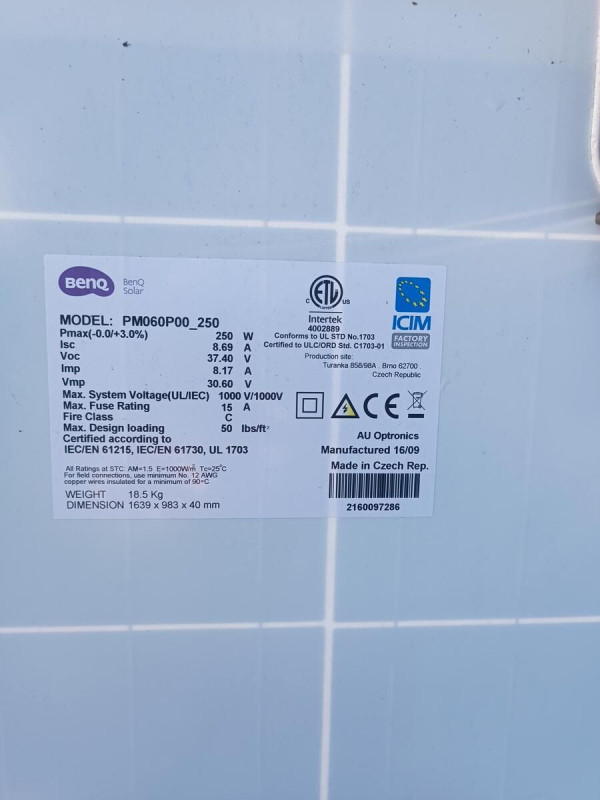 BenQ
BenQ
Solar
MODEL: PM060P00_250
Pmax(-0.0/+3.0%) 250 W
Isc 8.69 A
Voc 37.40 V
Imp 8.17 A
Vmp 30.60 V
Max. System Voltage(UL/IEC) 1000 V/1000V
Max. Fuse Rating 15 A
Fire Class C
Max. Design loading 50 lbs/ft²
Certified according to
IEC/EN 61215, IEC/EN 61730, UL 1703
All Ratings at STC: AM=1.5 E=1000W/㎡ Tc=25°C
For field connections, use minimum No. 12 AWG
copper wires insulated for a minimum of 90°C
WEIGHT 18.5 Kg
DIMENSION 1639 x 983 x 40 mm
C ETL US
Intertek
4002889
Conforms to UL STD No.1703
Certified to ULC/ORD Std. C1703-01
ICIM
FACTORY
INSPECTION
Production site:
Turanka 858/98A . Brno 62700 .
Czech Republic
CE
AU Optronics
Manufactured 16/09
Made in Czech Rep.
2160097286